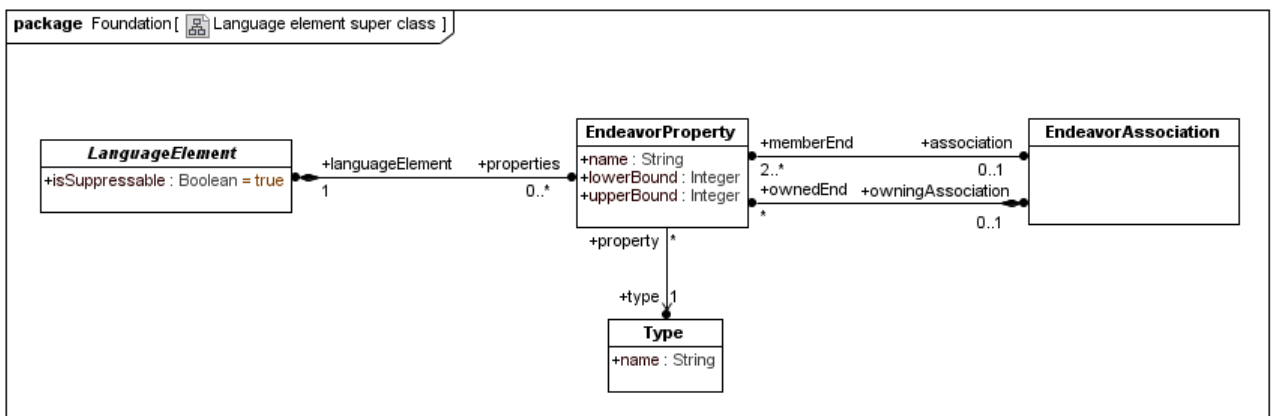 package Foundation [ Language element super class ]
LanguageElement
+isSuppressable : Boolean = true
+languageElement
1
+properties
0..*
EndeavorProperty
+name : String
+lowerBound : Integer
+upperBound : Integer
+memberEnd
2..*
+association
0..1
+ownedEnd
*
+owningAssociation
0..1
EndeavorAssociation
+property
*
+type
1
Type
+name : String